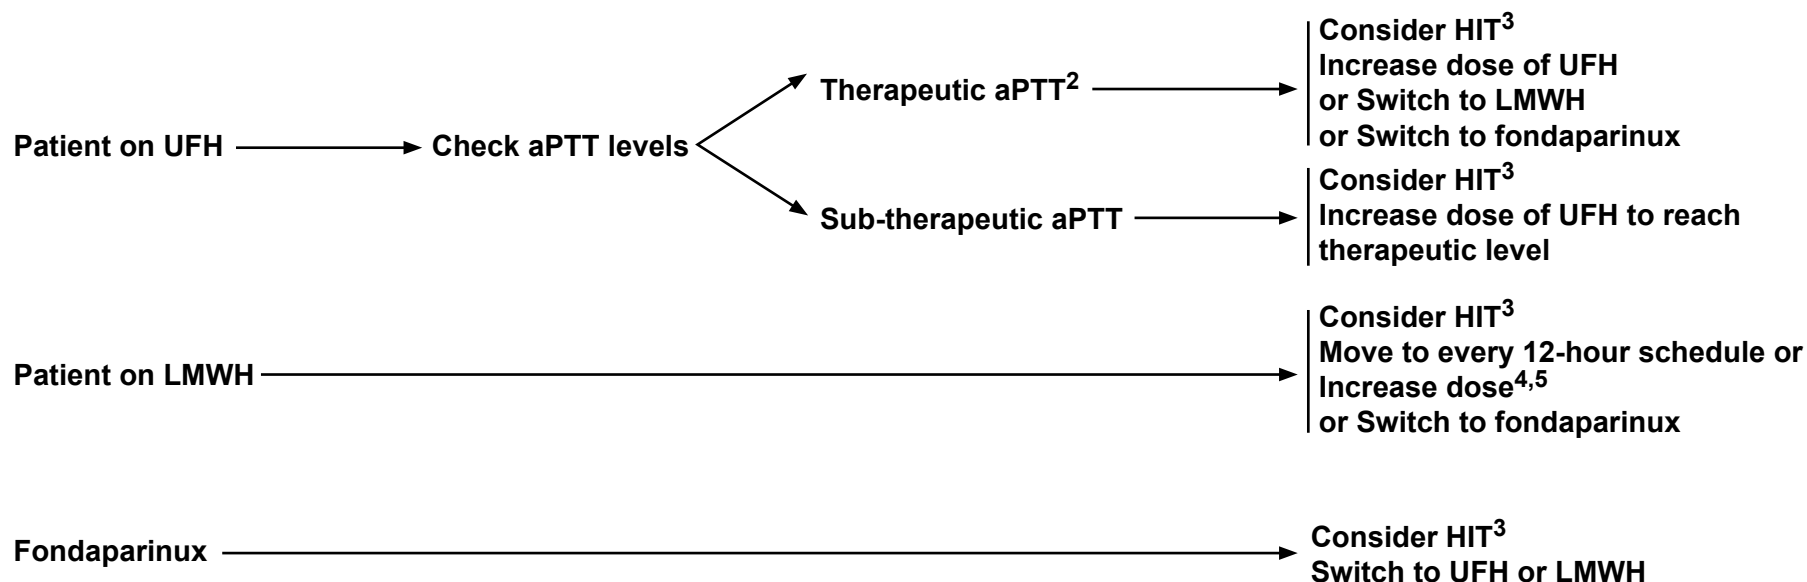 Patient on UFH
Check aPTT levels
Therapeutic aPTT2
Consider HIT3
Increase dose of UFH
or Switch to LMWH
or Switch to fondaparinux
Sub-therapeutic aPTT
Consider HIT3
Increase dose of UFH to reach
therapeutic level
Patient on LMWH
Consider HIT3
Move to every 12-hour schedule or
Increase dose4,5
or Switch to fondaparinux
Fondaparinux
Consider HIT3
Switch to UFH or LMWH